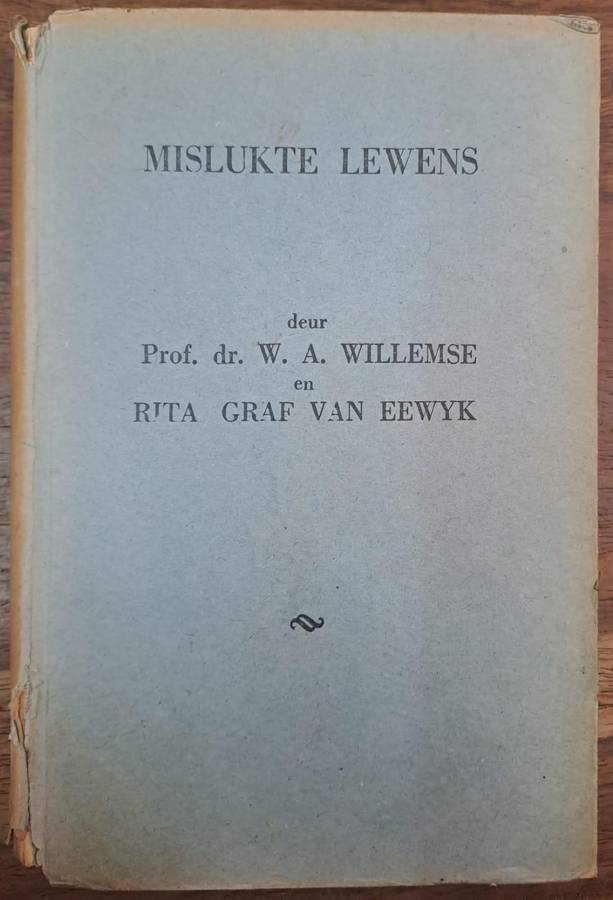 MISLUKTE LEWENS
deur
Prof. dr. W. A. WILLEMSE
en
RITA GRAF VAN EEWYK